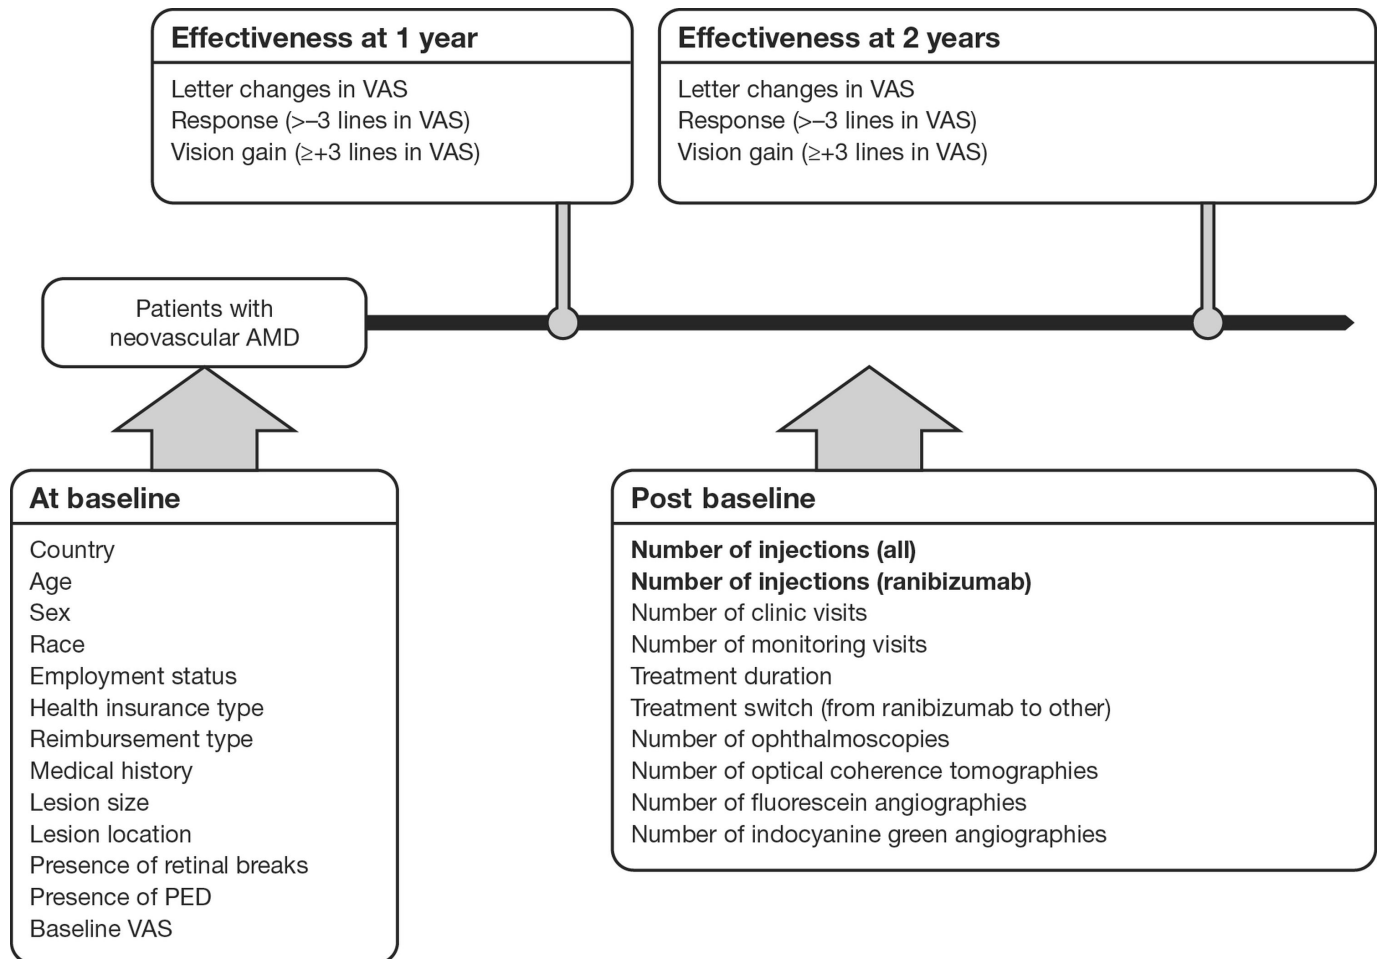 Effectiveness at 1 year
Letter changes in VAS
Response (>–3 lines in VAS)
Vision gain (≥+3 lines in VAS)
Effectiveness at 2 years
Letter changes in VAS
Response (>–3 lines in VAS)
Vision gain (≥+3 lines in VAS)
Patients with
neovascular AMD
At baseline
Country
Age
Sex
Race
Employment status
Health insurance type
Reimbursement type
Medical history
Lesion size
Lesion location
Presence of retinal breaks
Presence of PED
Baseline VAS
Post baseline
Number of injections (all)
Number of injections (ranibizumab)
Number of clinic visits
Number of monitoring visits
Treatment duration
Treatment switch (from ranibizumab to other)
Number of ophthalmoscopies
Number of optical coherence tomographies
Number of fluorescein angiographies
Number of indocyanine green angiographies